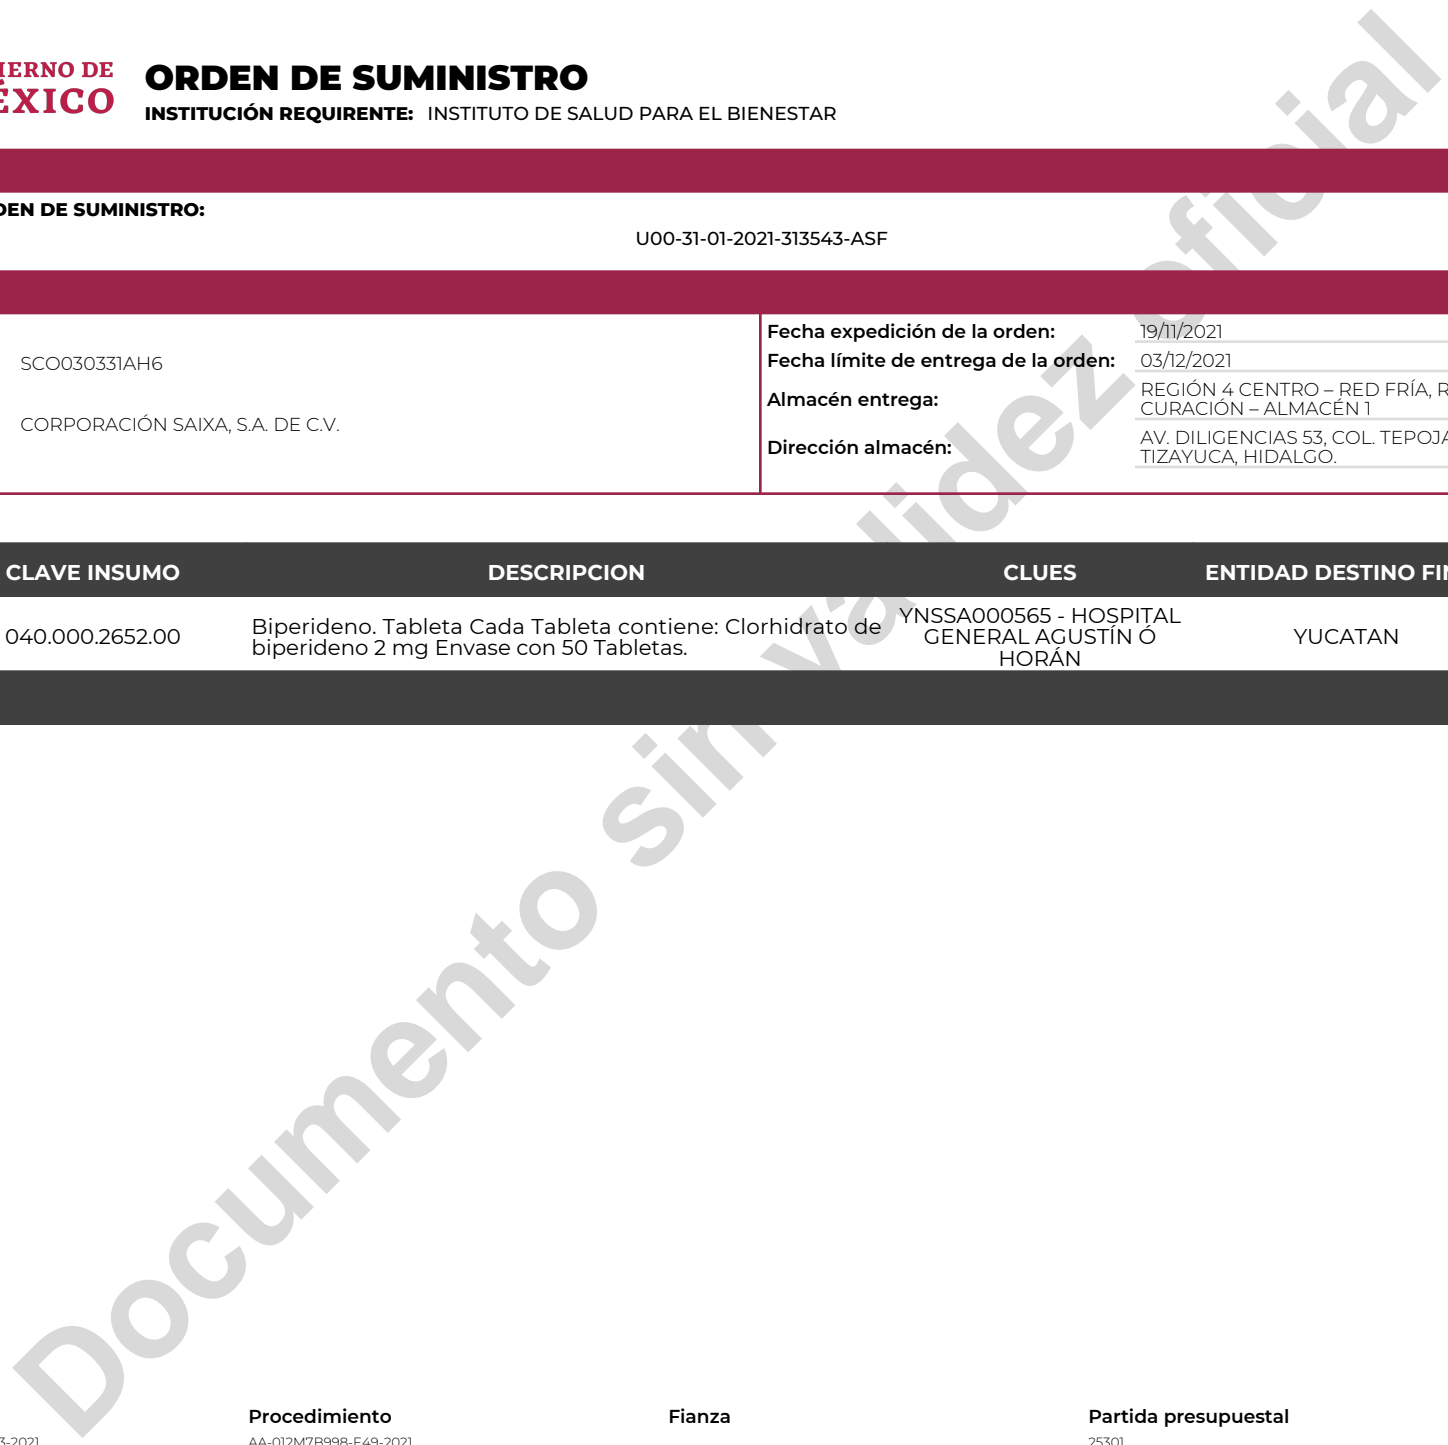 IERNO DE
ÉXICO
ORDEN DE SUMINISTRO
INSTITUCIÓN REQUIRENTE: INSTITUTO DE SALUD PARA EL BIENESTAR
DEN DE SUMINISTRO:
U00-31-01-2021-313543-ASF
SCO030331AH6
CORPORACIÓN SAIXA, S.A. DE C.V.
Fecha expedición de la orden: 19/11/2021
Fecha límite de entrega de la orden: 03/12/2021
Almacén entrega: REGIÓN 4 CENTRO – RED FRÍA, R
CURACIÓN – ALMACÉN 1
Dirección almacén: AV. DILIGENCIAS 53, COL. TEPOJA
TIZAYUCA, HIDALGO.
CLAVE INSUMO DESCRIPCION CLUES ENTIDAD DESTINO FIN
040.000.2652.00
Biperideno. Tableta Cada Tableta contiene: Clorhidrato de
biperideno 2 mg Envase con 50 Tabletas.
YNSSA000565 - HOSPITAL
GENERAL AGUSTÍN Ó
HORÁN
YUCATAN
Documento sin validez oficial
Procedimiento Fianza Partida presupuestal
3-2021 AA-012M7B998-E49-2021 25301